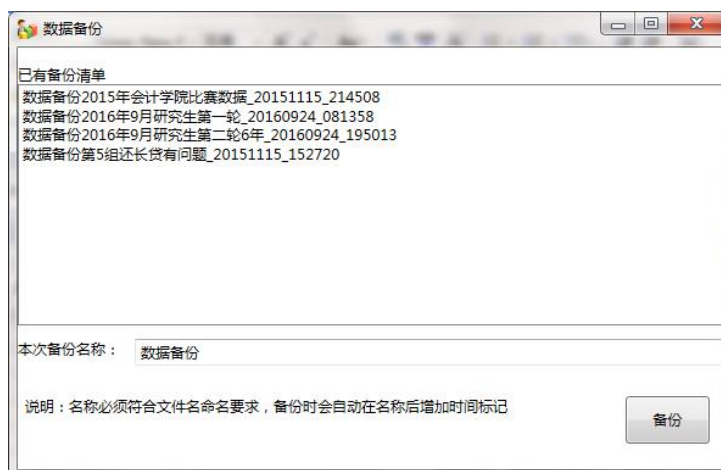 数据备份
已有备份清单
数据备份2015年会计学院比赛数据_20151115_214508
数据备份2016年9月研究生第一轮_20160924_081358
数据备份2016年9月研究生第二轮6年_20160924_195013
数据备份第5组还长贷有问题_20151115_152720
本次备份名称：
数据备份
说明：名称必须符合文件名命名要求，备份时会自动在名称后增加时间标记
备份